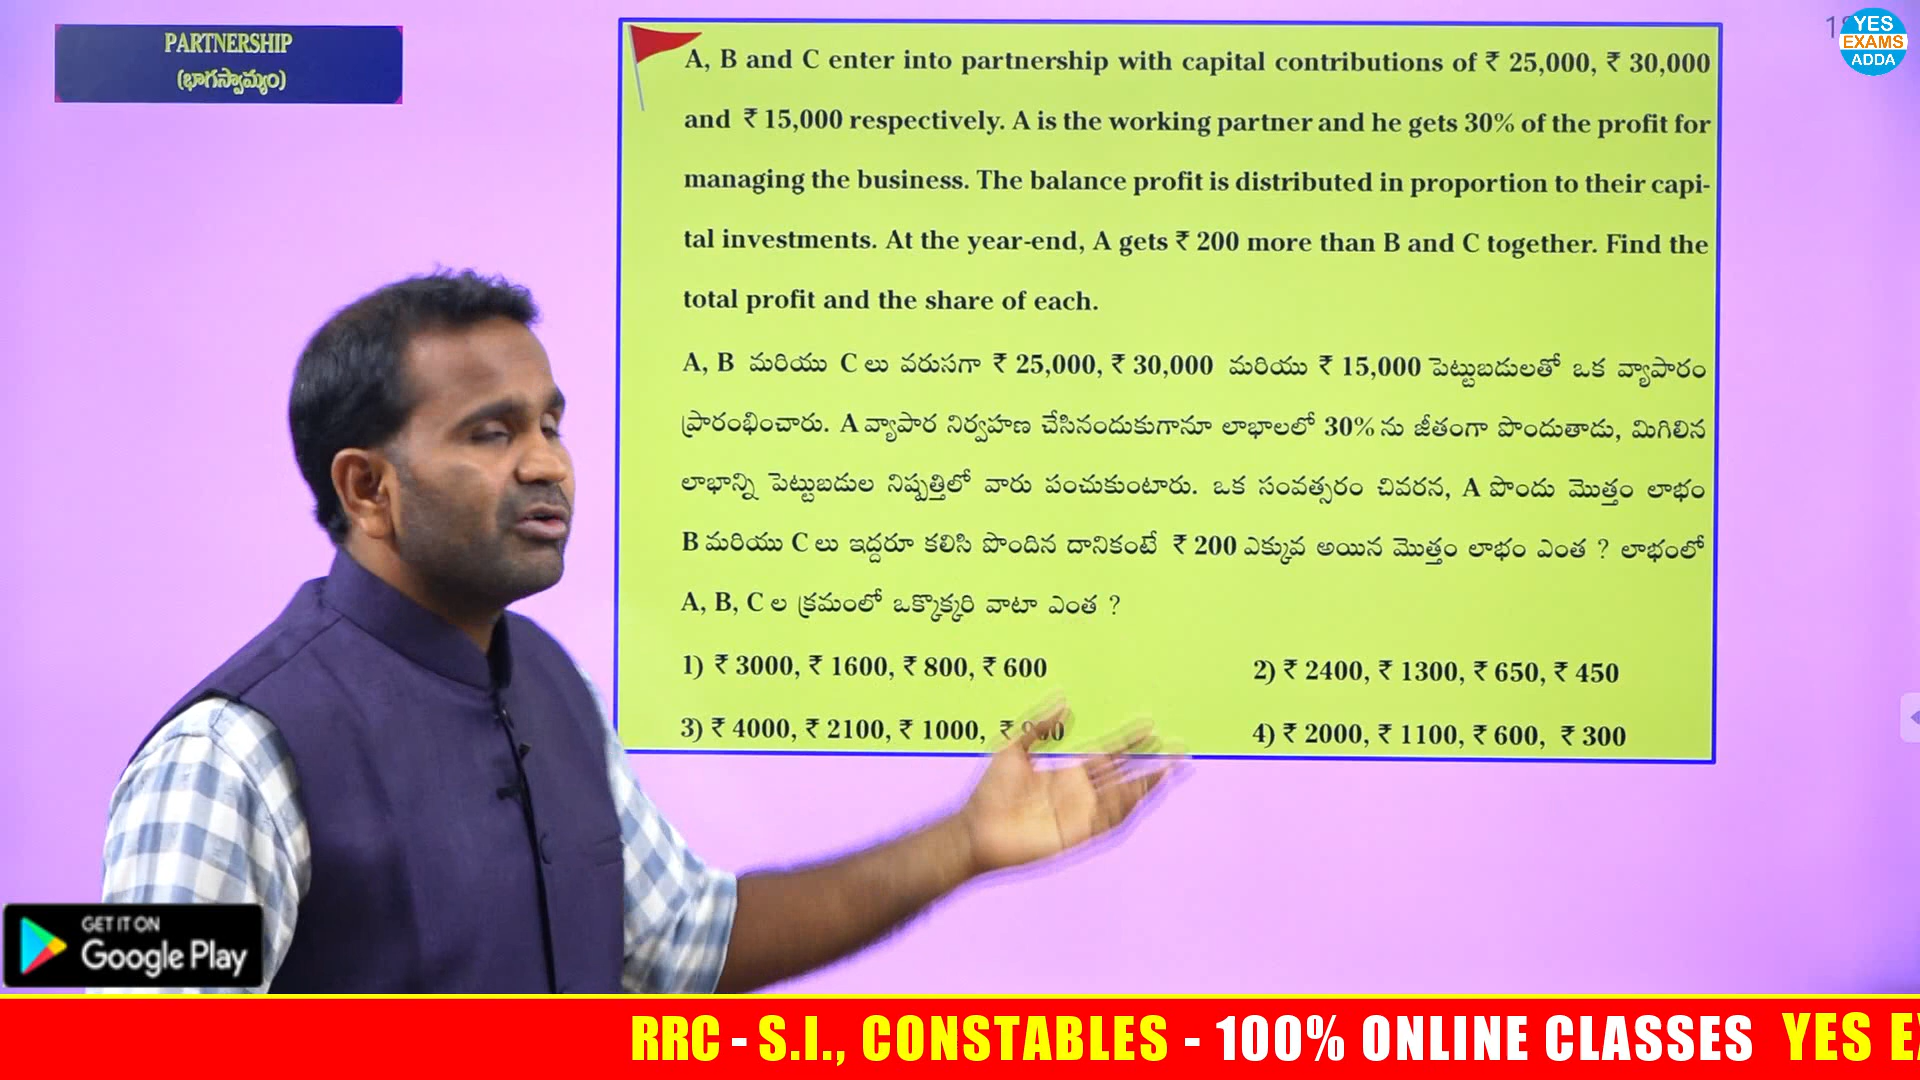 PARTNERSHIP
(భాగస్వామ్యం)
YES
EXAMS
ADDA
A, B and C enter into partnership with capital contributions of ₹ 25,000, ₹ 30,000
and ₹ 15,000 respectively. A is the working partner and he gets 30% of the profit for
managing the business. The balance profit is distributed in proportion to their capi-
tal investments. At the year-end, A gets ₹ 200 more than B and C together. Find the
total profit and the share of each.
A, B మరియు C లు వరుసగా ₹ 25,000, ₹ 30,000 మరియు ₹ 15,000 పెట్టుబడులతో ఒక వ్యాపారం
ప్రారంభించారు. A వ్యాపార నిర్వహణ చేసినందుకుగానూ లాభాలలో 30% ను జీతంగా పొందుతాడు, మిగిలిన
లాభాన్ని పెట్టుబడుల నిష్పత్తిలో వారు పంచుకుంటారు. ఒక సంవత్సరం చివరన, A పొందు మొత్తం లాభం
B మరియు C లు ఇద్దరూ కలిసి పొందిన దానికంటే ₹ 200 ఎక్కువ అయిన మొత్తం లాభం ఎంత ? లాభంలో
A, B, C ల క్రమంలో ఒక్కొక్కరి వాటా ఎంత ?
1) ₹ 3000, ₹ 1600, ₹ 800, ₹ 600 2) ₹ 2400, ₹ 1300, ₹ 650, ₹ 450
3) ₹ 4000, ₹ 2100, ₹ 1000, ₹ 4) ₹ 2000, ₹ 1100, ₹ 600, ₹ 300
GET IT ON
Google Play
RRC - S.I., CONSTABLES - 100% ONLINE CLASSES YES